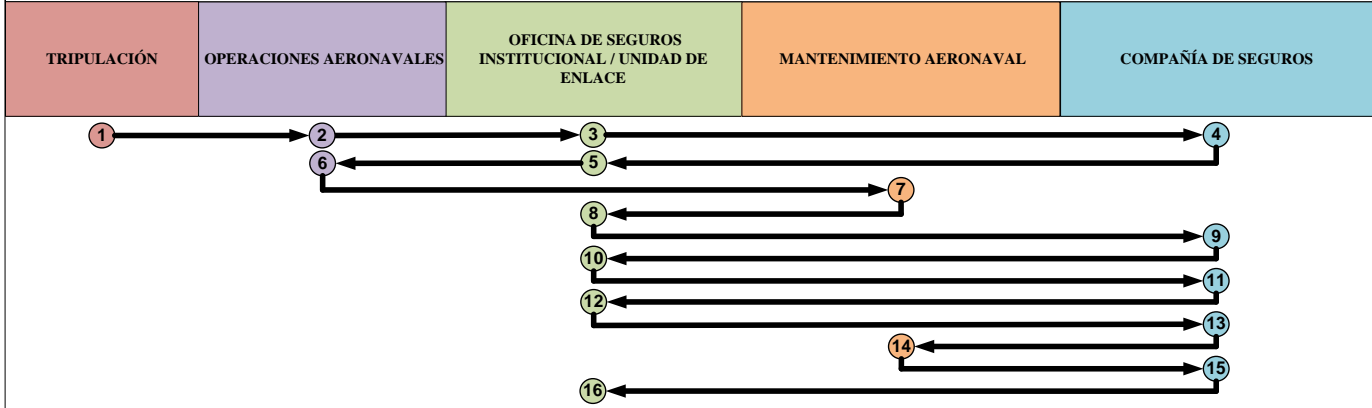 TRIPULACIÓN
OPERACIONES AERONAVALES
OFICINA DE SEGUROS
INSTITUCIONAL / UNIDAD DE
ENLACE
MANTENIMIENTO AERONAVAL
COMPAÑÍA DE SEGUROS
1 2 3 4
6 5
7
8
9
10
11
12
13
14
15
16